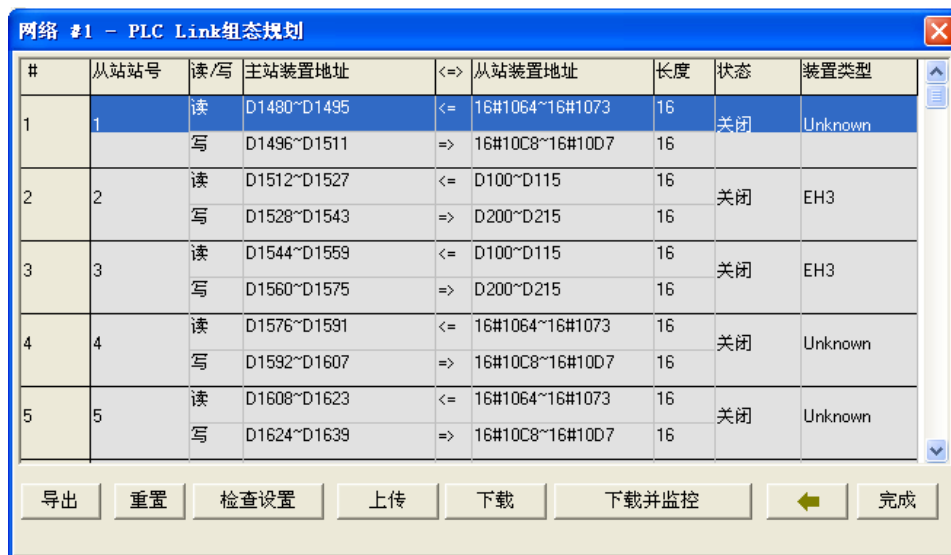 网络 #1 - PLC Link组态规划
# 从站站号 读/写 主站装置地址 <=> 从站装置地址 长度 状态 装置类型
1 1 读 D1480~D1495 <= 16#1064~16#1073 16 关闭 Unknown
写 D1496~D1511 => 16#10C8~16#10D7 16
2 2 读 D1512~D1527 <= D100~D115 16 关闭 EH3
写 D1528~D1543 => D200~D215 16
3 3 读 D1544~D1559 <= D100~D115 16 关闭 EH3
写 D1560~D1575 => D200~D215 16
4 4 读 D1576~D1591 <= 16#1064~16#1073 16 关闭 Unknown
写 D1592~D1607 => 16#10C8~16#10D7 16
5 5 读 D1608~D1623 <= 16#1064~16#1073 16 关闭 Unknown
写 D1624~D1639 => 16#10C8~16#10D7 16
导出 重置 检查设置 上传 下载 下载并监控 完成